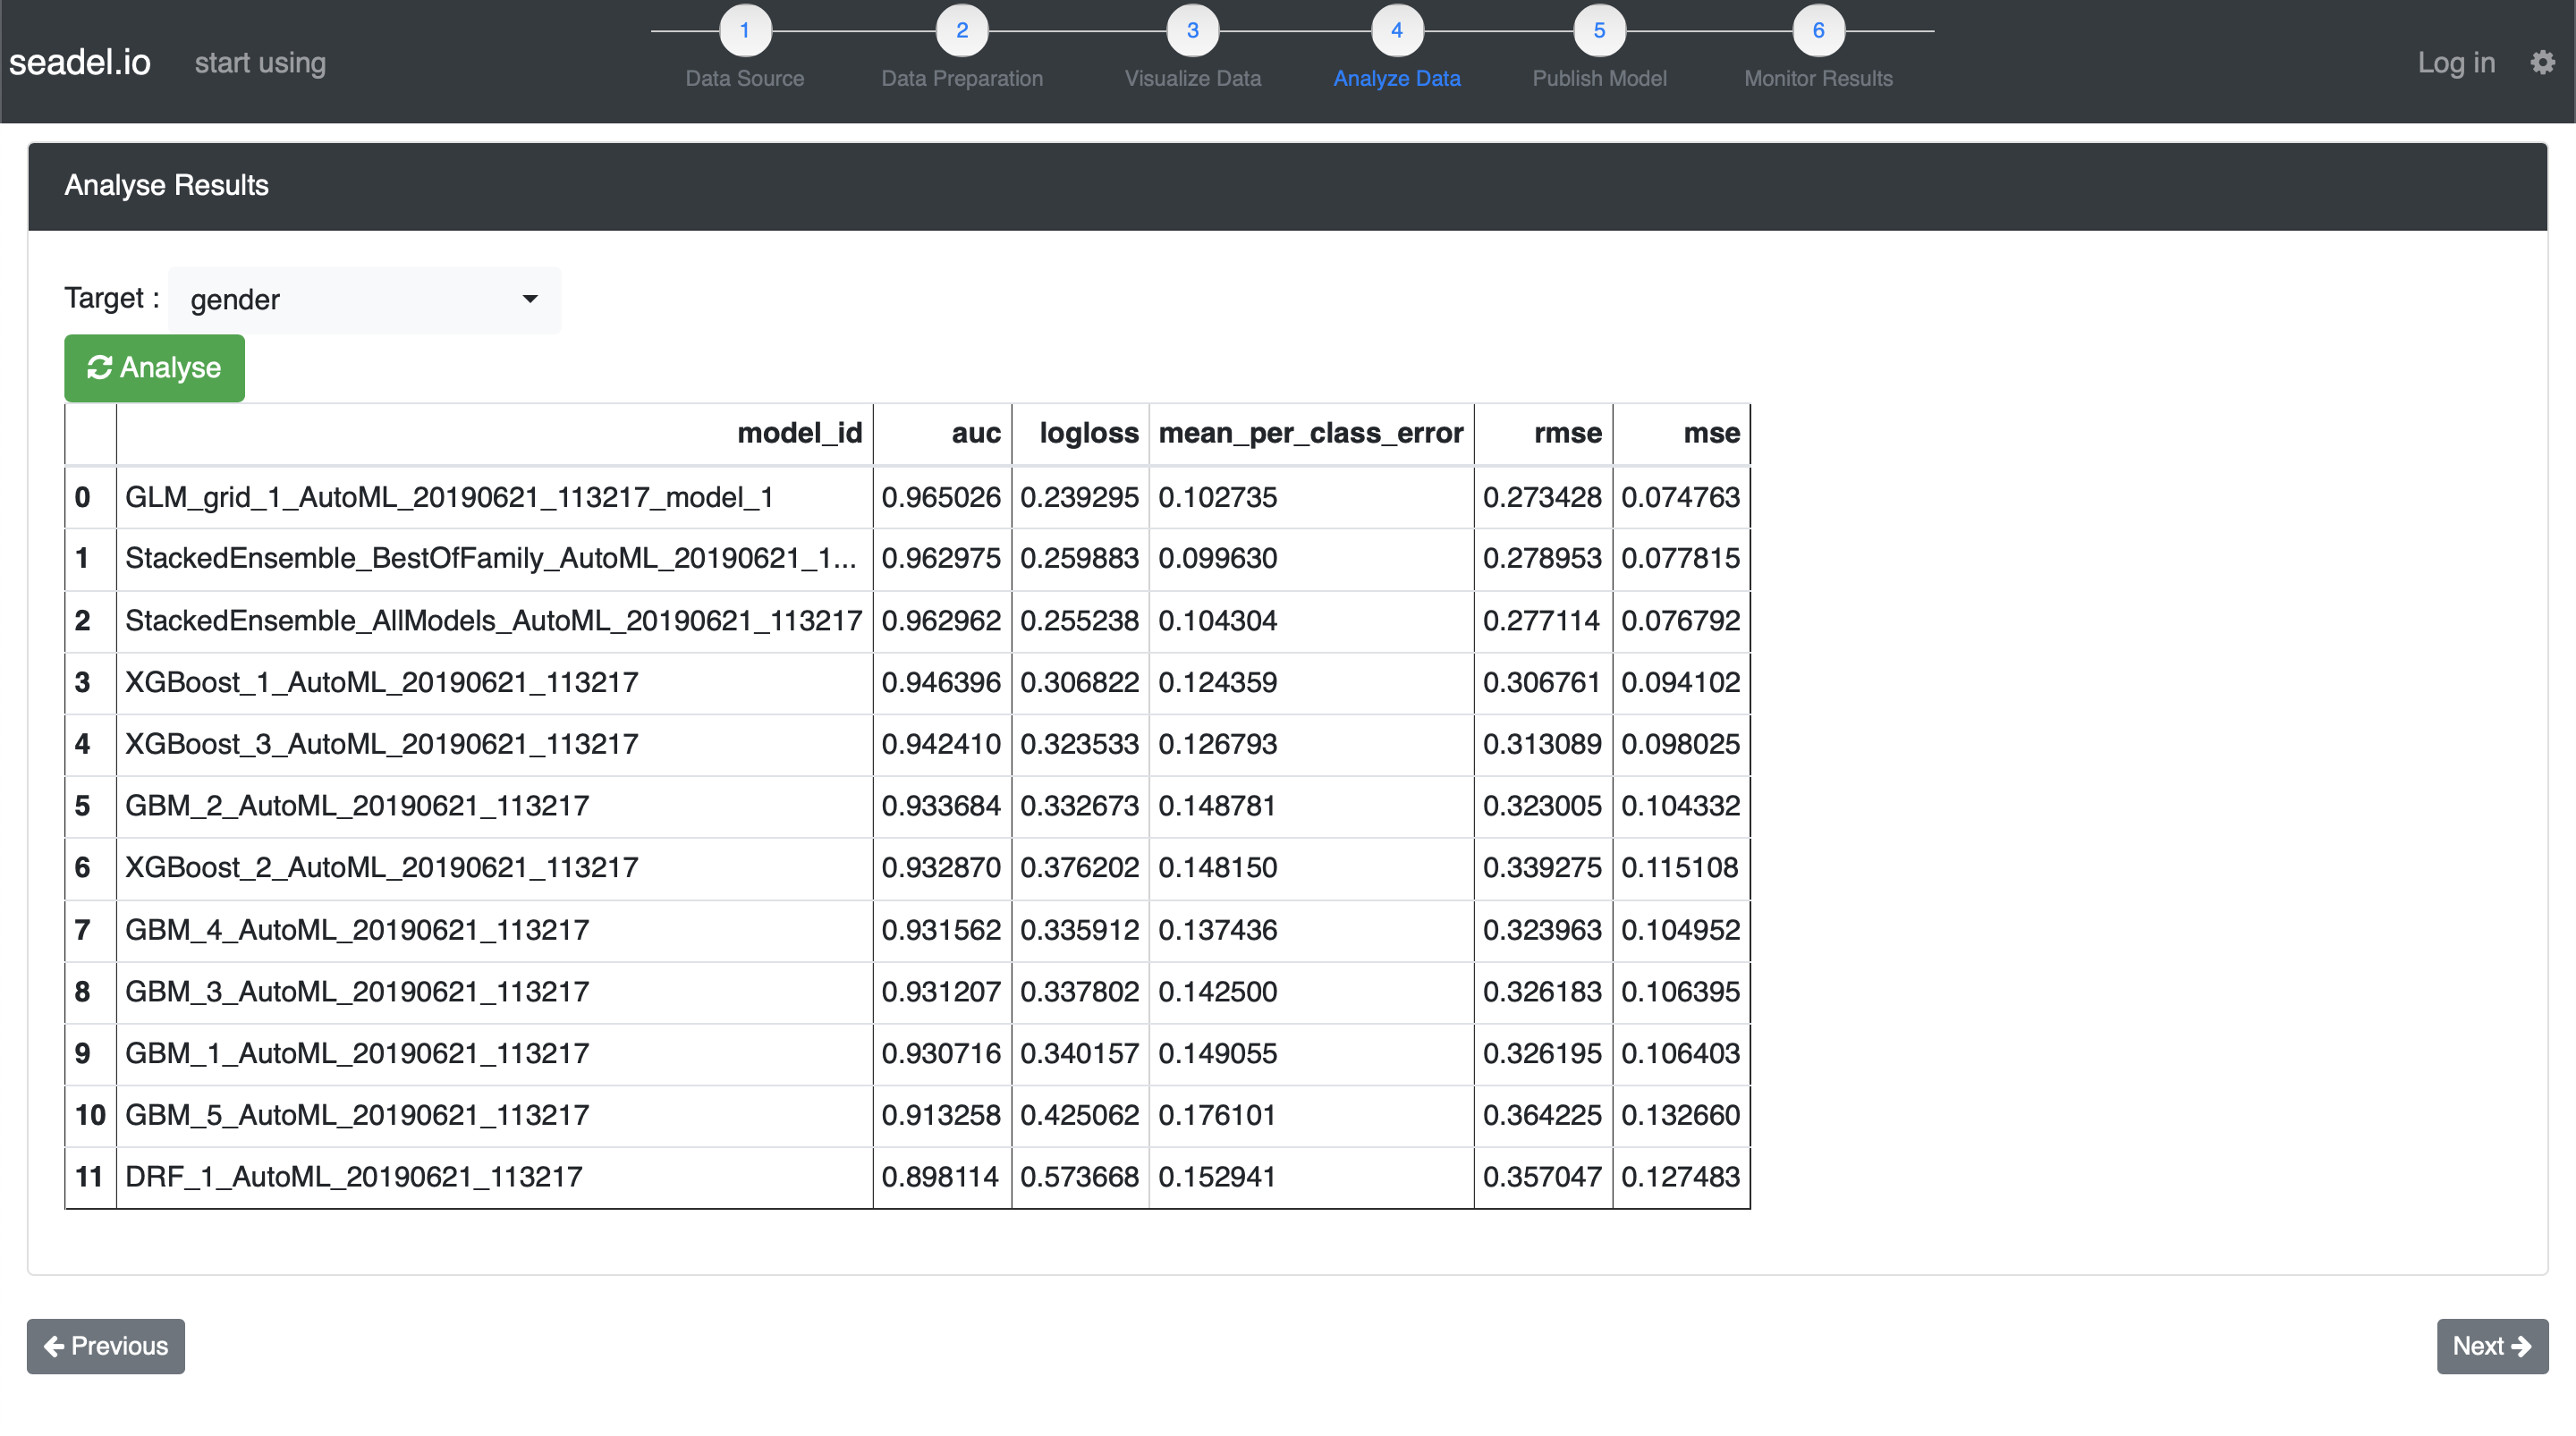 1 2 3 4 5 6
seadel.io start using Data Source Data Preparation Visualize Data Analyze Data Publish Model Monitor Results Log in
Analyse Results
Target : gender
Analyse
model_id auc logloss mean_per_class_error rmse mse
0 GLM_grid_1_AutoML_20190621_113217_model_1 0.965026 0.239295 0.102735 0.273428 0.074763
1 StackedEnsemble_BestOfFamily_AutoML_20190621_1... 0.962975 0.259883 0.099630 0.278953 0.077815
2 StackedEnsemble_AllModels_AutoML_20190621_113217 0.962962 0.255238 0.104304 0.277114 0.076792
3 XGBoost_1_AutoML_20190621_113217 0.946396 0.306822 0.124359 0.306761 0.094102
4 XGBoost_3_AutoML_20190621_113217 0.942410 0.323533 0.126793 0.313089 0.098025
5 GBM_2_AutoML_20190621_113217 0.933684 0.332673 0.148781 0.323005 0.104332
6 XGBoost_2_AutoML_20190621_113217 0.932870 0.376202 0.148150 0.339275 0.115108
7 GBM_4_AutoML_20190621_113217 0.931562 0.335912 0.137436 0.323963 0.104952
8 GBM_3_AutoML_20190621_113217 0.931207 0.337802 0.142500 0.326183 0.106395
9 GBM_1_AutoML_20190621_113217 0.930716 0.340157 0.149055 0.326195 0.106403
10 GBM_5_AutoML_20190621_113217 0.913258 0.425062 0.176101 0.364225 0.132660
11 DRF_1_AutoML_20190621_113217 0.898114 0.573668 0.152941 0.357047 0.127483
Previous Next